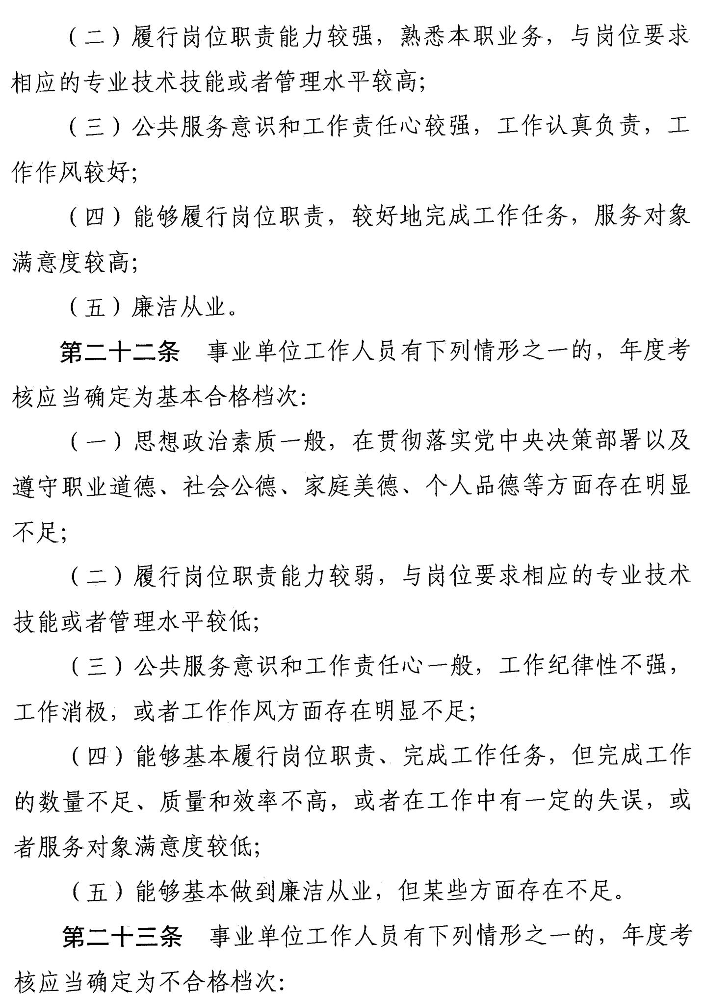 （二）履行岗位职责能力较强，熟悉本职业务，与岗位要求
相应的专业技术技能或者管理水平较高；
（三）公共服务意识和工作责任心较强，工作认真负责，工
作作风较好；
（四）能够履行岗位职责，较好地完成工作任务，服务对象
满意度较高；
（五）廉洁从业。
第二十二条　事业单位工作人员有下列情形之一的，年度考
核应当确定为基本合格档次：
（一）思想政治素质一般，在贯彻落实党中央决策部署以及
遵守职业道德、社会公德、家庭美德、个人品德等方面存在明显
不足；
（二）履行岗位职责能力较弱，与岗位要求相应的专业技术
技能或者管理水平较低；
（三）公共服务意识和工作责任心一般，工作纪律性不强，
工作消极，或者工作作风方面存在明显不足；
（四）能够基本履行岗位职责、完成工作任务，但完成工作
的数量不足、质量和效率不高，或者在工作中有一定的失误，或
者服务对象满意度较低；
（五）能够基本做到廉洁从业，但某些方面存在不足。
第二十三条　事业单位工作人员有下列情形之一的，年度考
核应当确定为不合格档次：